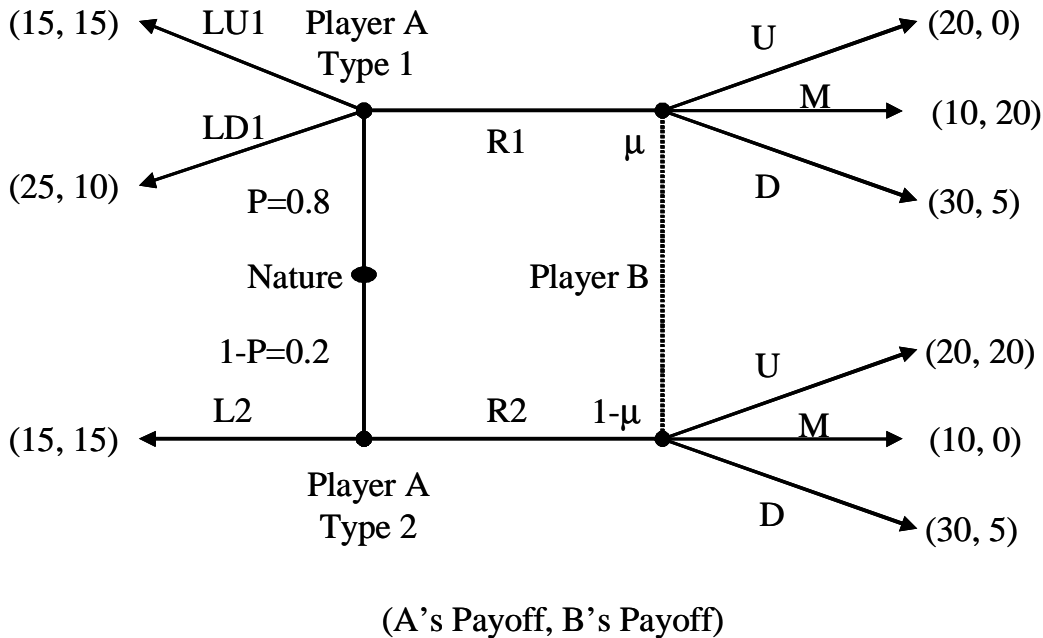 (15, 15)
LU1
Player A
Type 1
U
(20, 0)
LD1
R1
μ
M
(10, 20)
(25, 10)
P=0.8
D
(30, 5)
Nature
Player B
1-P=0.2
U
(20, 20)
L2
R2
1-μ
(15, 15)
M
(10, 0)
Player A
Type 2
D
(30, 5)
(A's Payoff, B's Payoff)